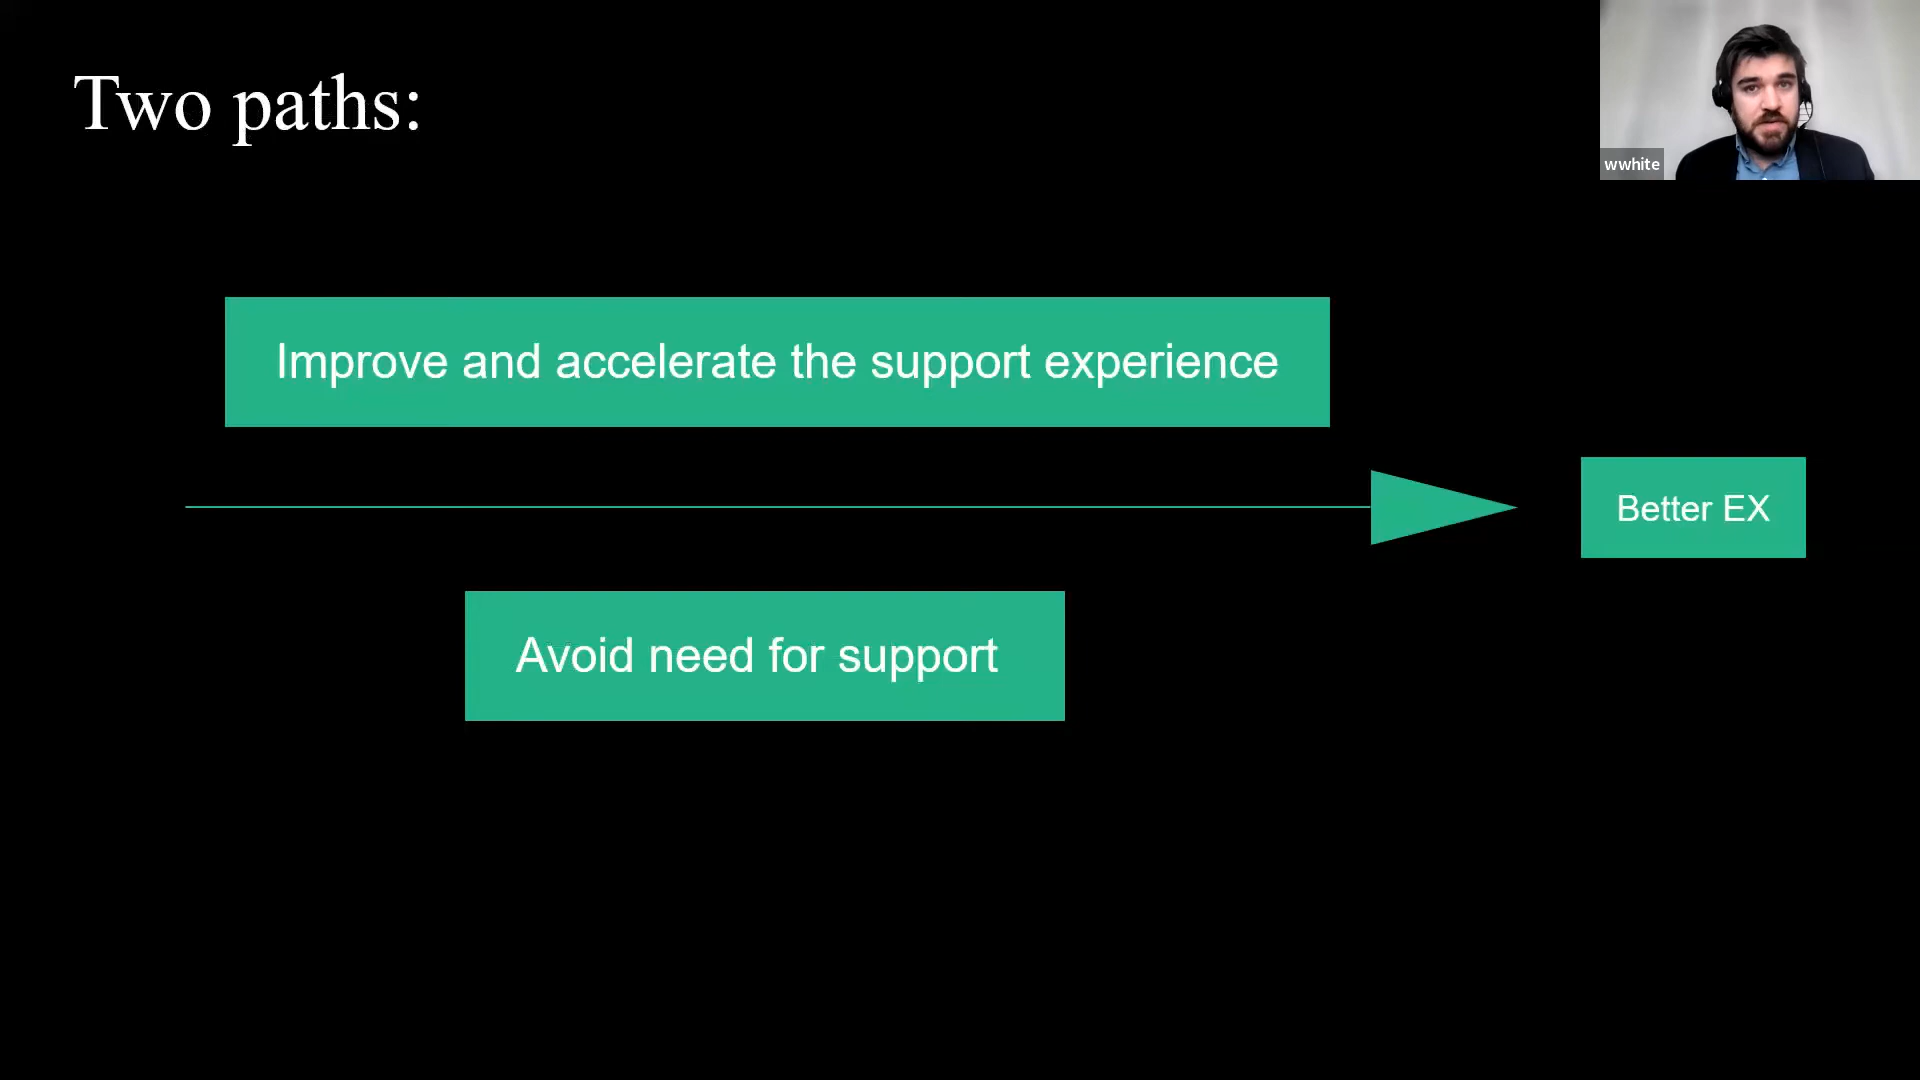 Two paths:
wwhite
Improve and accelerate the support experience
Better EX
Avoid need for support